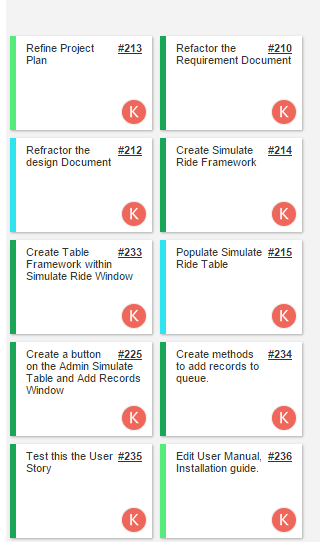 Refine Project #213
Plan
K
Refactor the #210
Requirement Document
K
Refractor the #212
design Document
K
Create Simulate #214
Ride Framework
K
Create Table #233
Framework within
Simulate Ride Window
K
Populate Simulate #215
Ride Table
K
Create a button #225
on the Admin Simulate
Table and Add Records
Window
K
Create methods #234
to add records to
queue.
K
Test this the User #235
Story
K
Edit User Manual, #236
Installation guide.
K